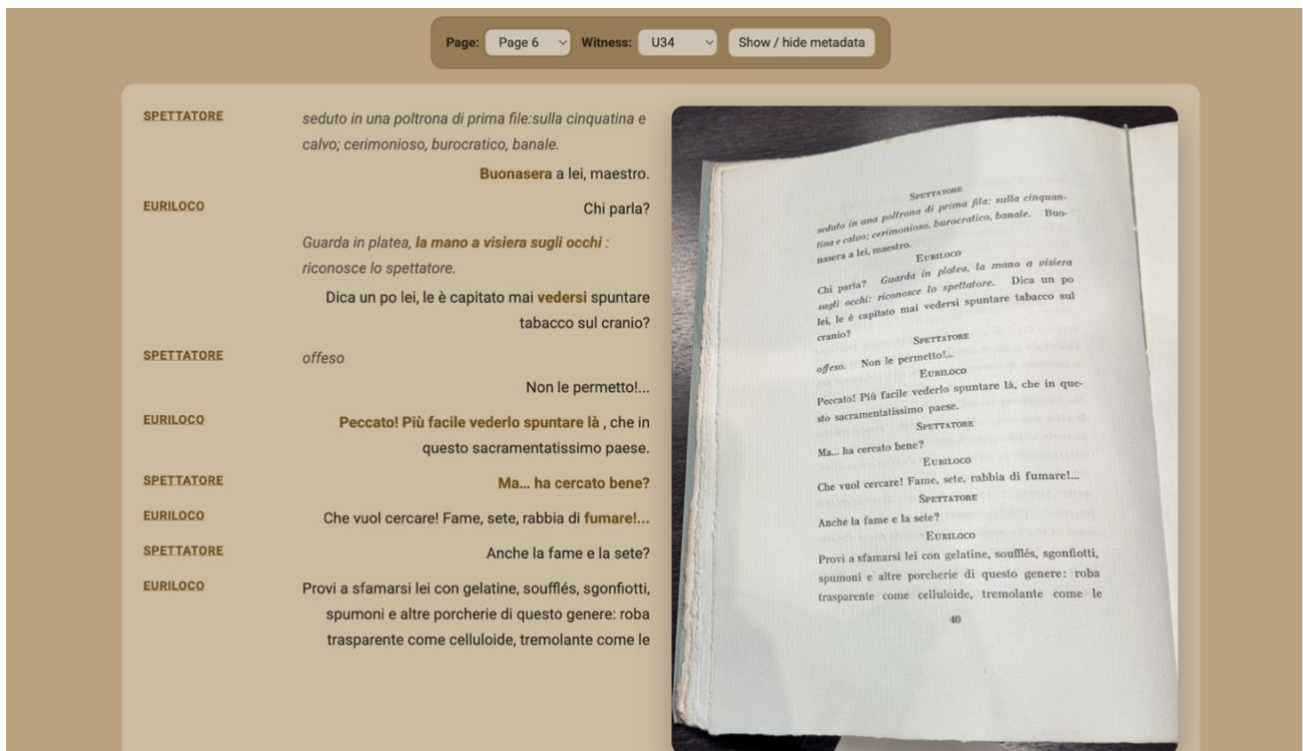 Page: Page 6 Witness: U34 Show / hide metadata
SPETTATORE
seduto in una poltrona di prima file:sulla cinquatina e
calvo; cerimonioso, burocratico, banale.
Buonasera a lei, maestro.
EURILOCO
Chi parla?
Guarda in platea, la mano a visiera sugli occhi :
riconosce lo spettatore.
Dica un po lei, le è capitato mai vedersi spuntare
tabacco sul cranio?
SPETTATORE
offeso
Non le permetto!...
EURILOCO
Peccato! Più facile vederlo spuntare là , che in
questo sacramentatissimo paese.
SPETTATORE
Ma... ha cercato bene?
EURILOCO
Che vuol cercare! Fame, sete, rabbia di fumare!...
SPETTATORE
Anche la fame e la sete?
EURILOCO
Provi a sfamarsi lei con gelatine, soufflés, sgonfiotti,
spumoni e altre porcherie di questo genere: roba
trasparente come celluloide, tremolante come le
SPETTATORE
seduto in una poltrona di prima fila: sulla cinquan-
tina e calvo; cerimonioso, burocratico, banale. Buo-
nasera a lei, maestro.
EURILOCO
Chi parla? Guarda in platea, la mano a visiera
sugli occhi: riconosce lo spettatore. Dica un po
lei, le è capitato mai vedersi spuntare tabacco sul
cranio?
SPETTATORE
offeso. Non le permetto!...
EURILOCO
Peccato! Più facile vederlo spuntare là, che in que-
sto sacramentatissimo paese.
SPETTATORE
Ma... ha cercato bene?
EURILOCO
Che vuol cercare! Fame, sete, rabbia di fumare!...
SPETTATORE
Anche la fame e la sete?
EURILOCO
Provi a sfamarsi lei con gelatine, soufflés, sgonfiotti,
spumoni e altre porcherie di questo genere: roba
trasparente come celluloide, tremolante come le
40